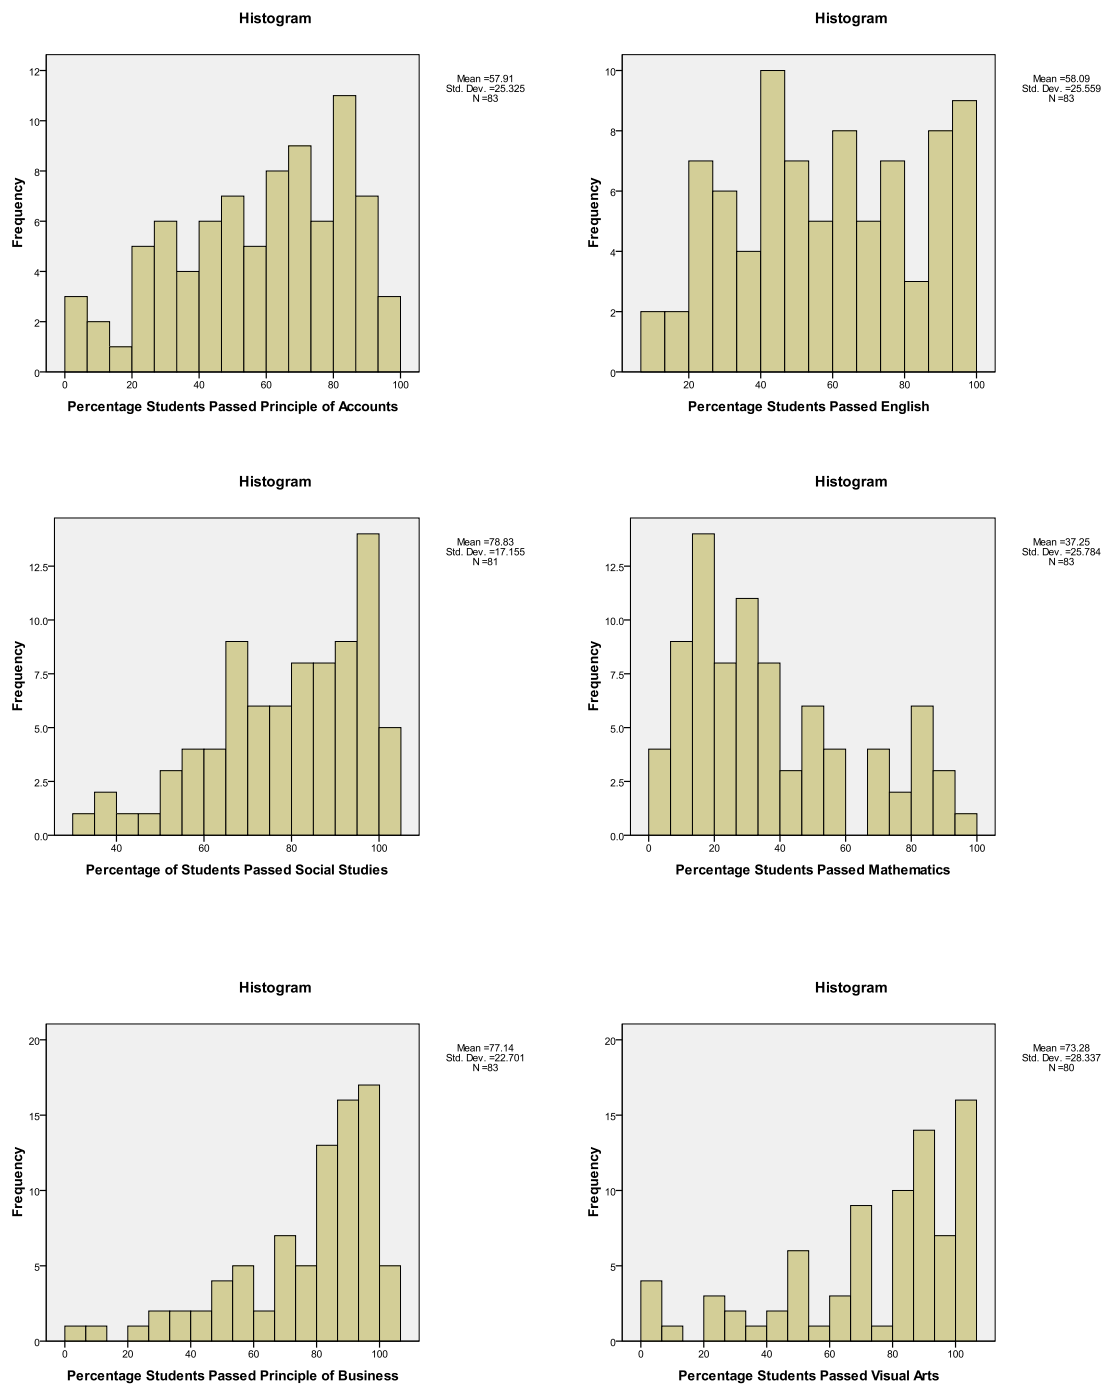 Histogram
12
10
8
6
4
2
0
Frequency
0 20 40 60 80 100
Percentage Students Passed Principle of Accounts
Mean =57.91
Std. Dev. =25.325
N =83
Histogram
10
8
6
4
2
0
Frequency
20 40 60 80 100
Percentage Students Passed English
Mean =58.09
Std. Dev. =25.559
N =83
Histogram
12.5
10.0
7.5
5.0
2.5
0.0
Frequency
40 60 80 100
Percentage of Students Passed Social Studies
Mean =78.83
Std. Dev. =17.155
N =81
Histogram
12.5
10.0
7.5
5.0
2.5
0.0
Frequency
0 20 40 60 80 100
Percentage Students Passed Mathematics
Mean =37.25
Std. Dev. =25.784
N =83
Histogram
20
15
10
5
0
Frequency
0 20 40 60 80 100
Percentage Students Passed Principle of Business
Mean =77.14
Std. Dev. =22.701
N =83
Histogram
20
15
10
5
0
Frequency
0 20 40 60 80 100
Percentage Students Passed Visual Arts
Mean =73.28
Std. Dev. =28.337
N =80